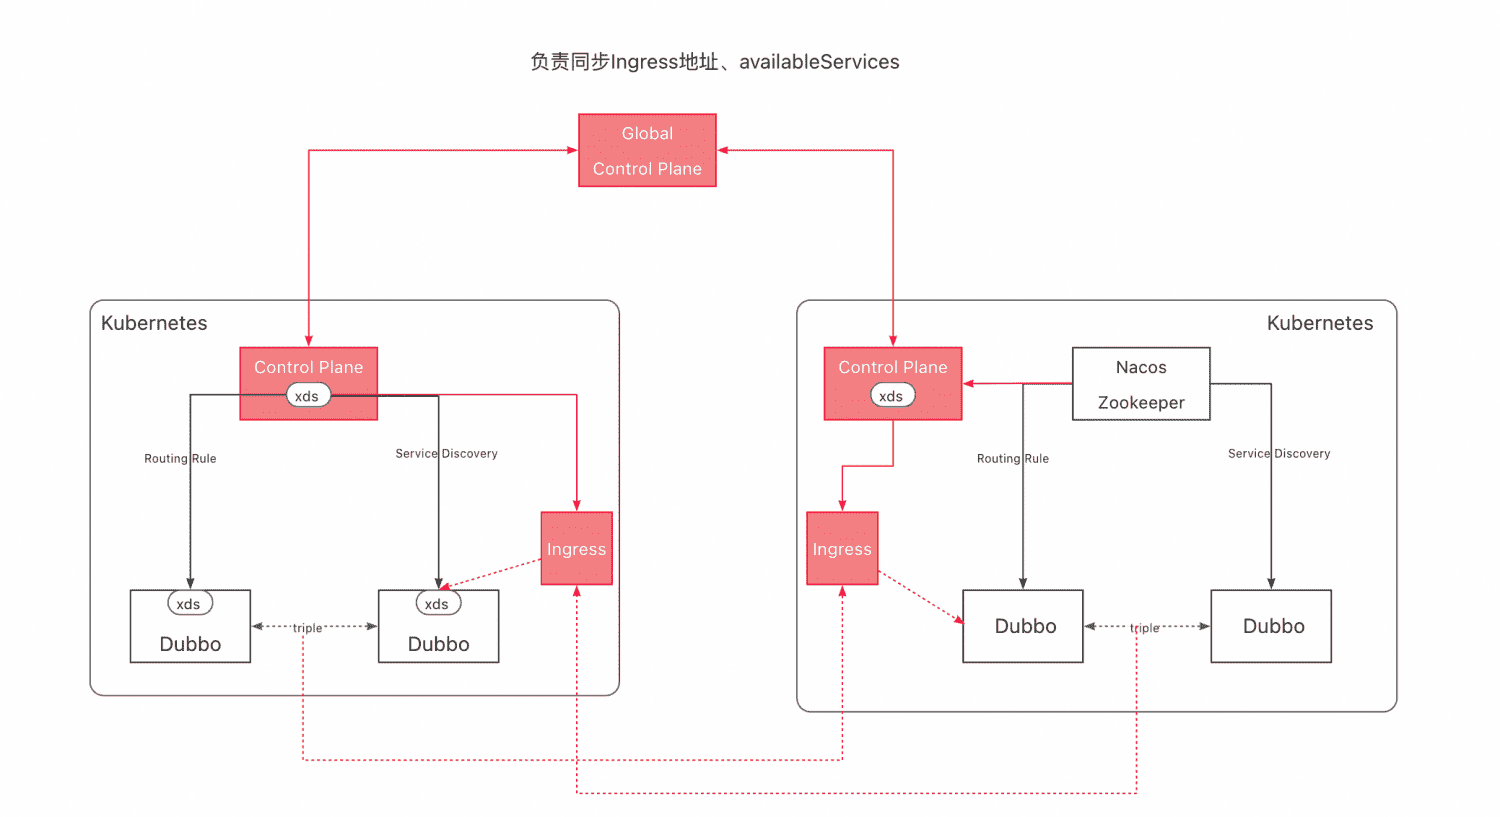 负责同步Ingress地址、availableServices
Global
Control Plane
Kubernetes
Control Plane
xds
Routing Rule
Service Discovery
Ingress
xds
Dubbo
triple
xds
Dubbo
Kubernetes
Control Plane
xds
Nacos
Zookeeper
Routing Rule
Service Discovery
Ingress
Dubbo
triple
Dubbo